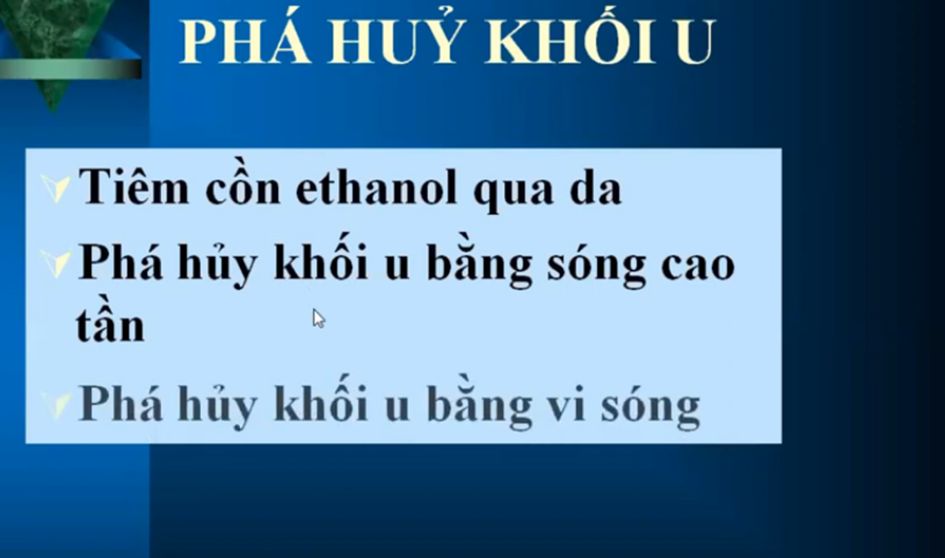 PHÁ HUỶ KHỐI U
Tiêm cồn ethanol qua da
Phá hủy khối u bằng sóng cao
tần
Phá hủy khối u bằng vi sóng